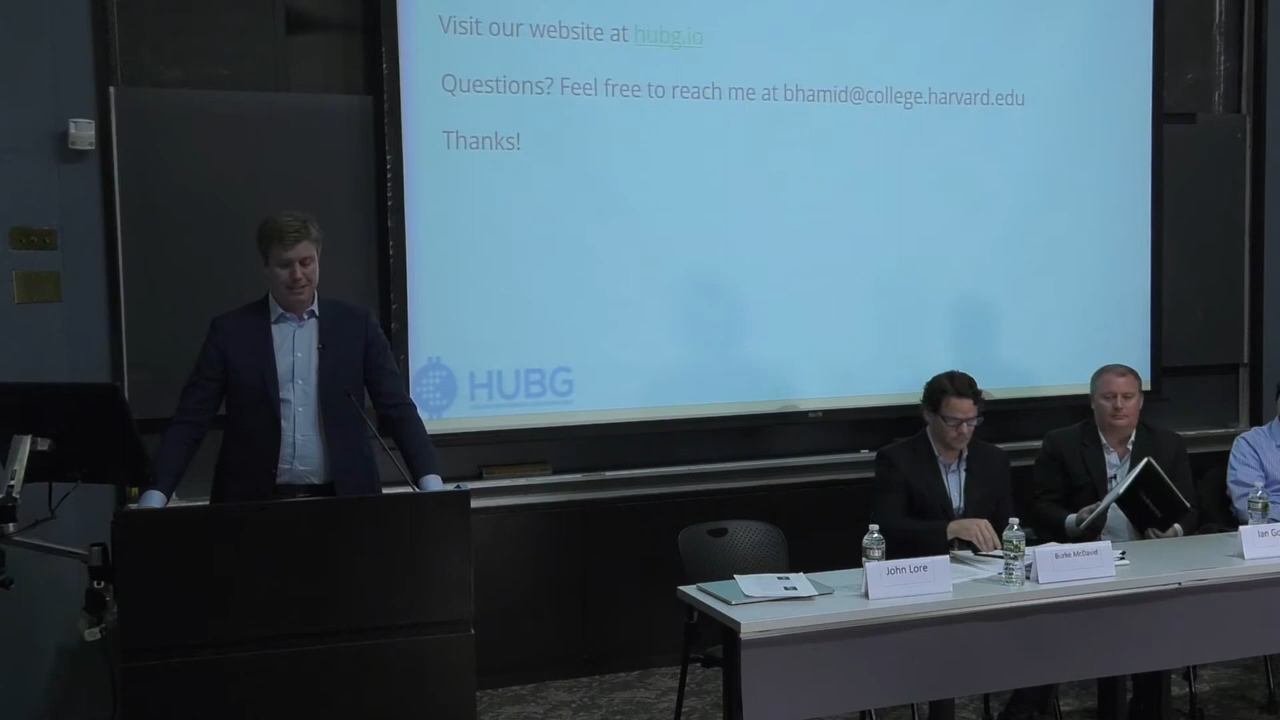 Visit our website at hubg.io
Questions? Feel free to reach me at bhamid@college.harvard.edu
Thanks!
HUBG
John Lore
Burke McDavid
Ian